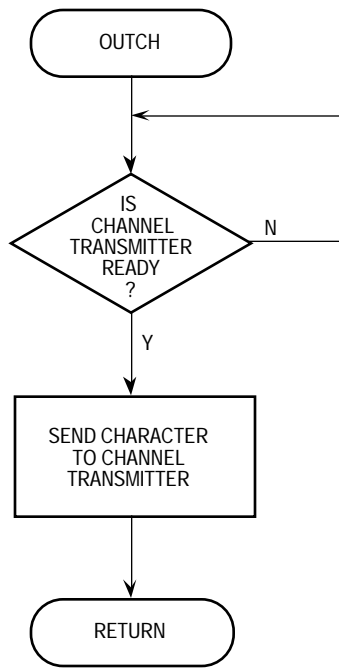 OUTCH
IS
CHANNEL
TRANSMITTER
READY
?
N
Y
SEND CHARACTER
TO CHANNEL
TRANSMITTER
RETURN